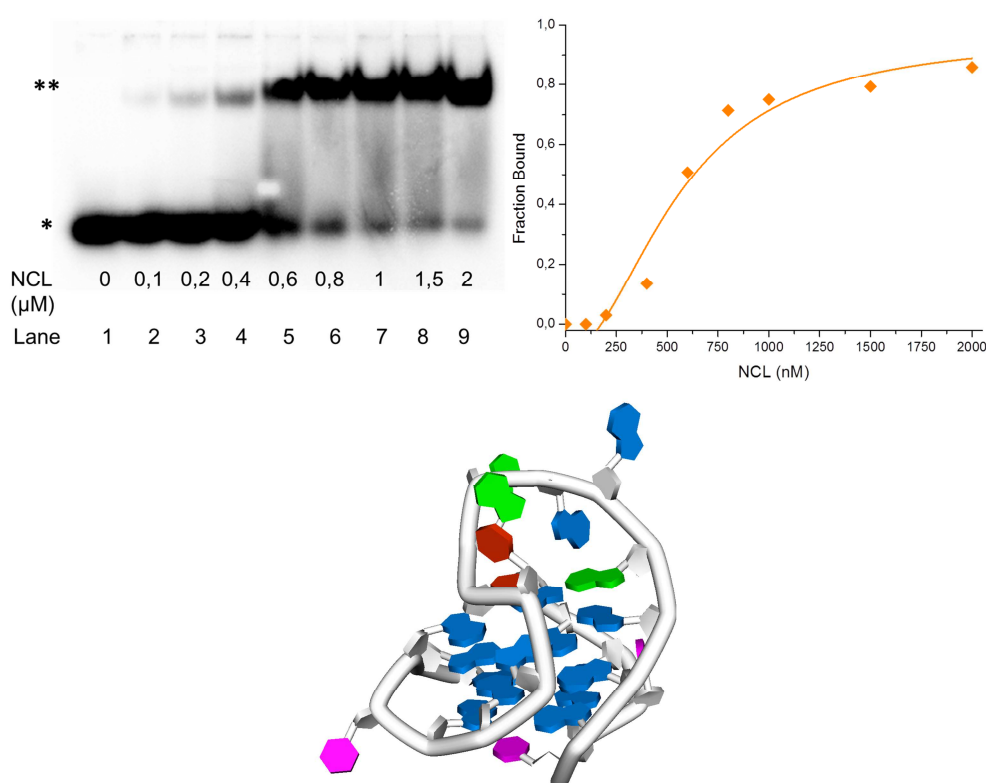 **
*
NCL 0 0,1 0,2 0,4 0,6 0,8 1 1,5 2
(µM)
Lane 1 2 3 4 5 6 7 8 9
1,0
0,8
0,6
0,4
0,2
0,0
Fraction Bound
0 250 500 750 1000 1250 1500 1750 2000
NCL (nM)